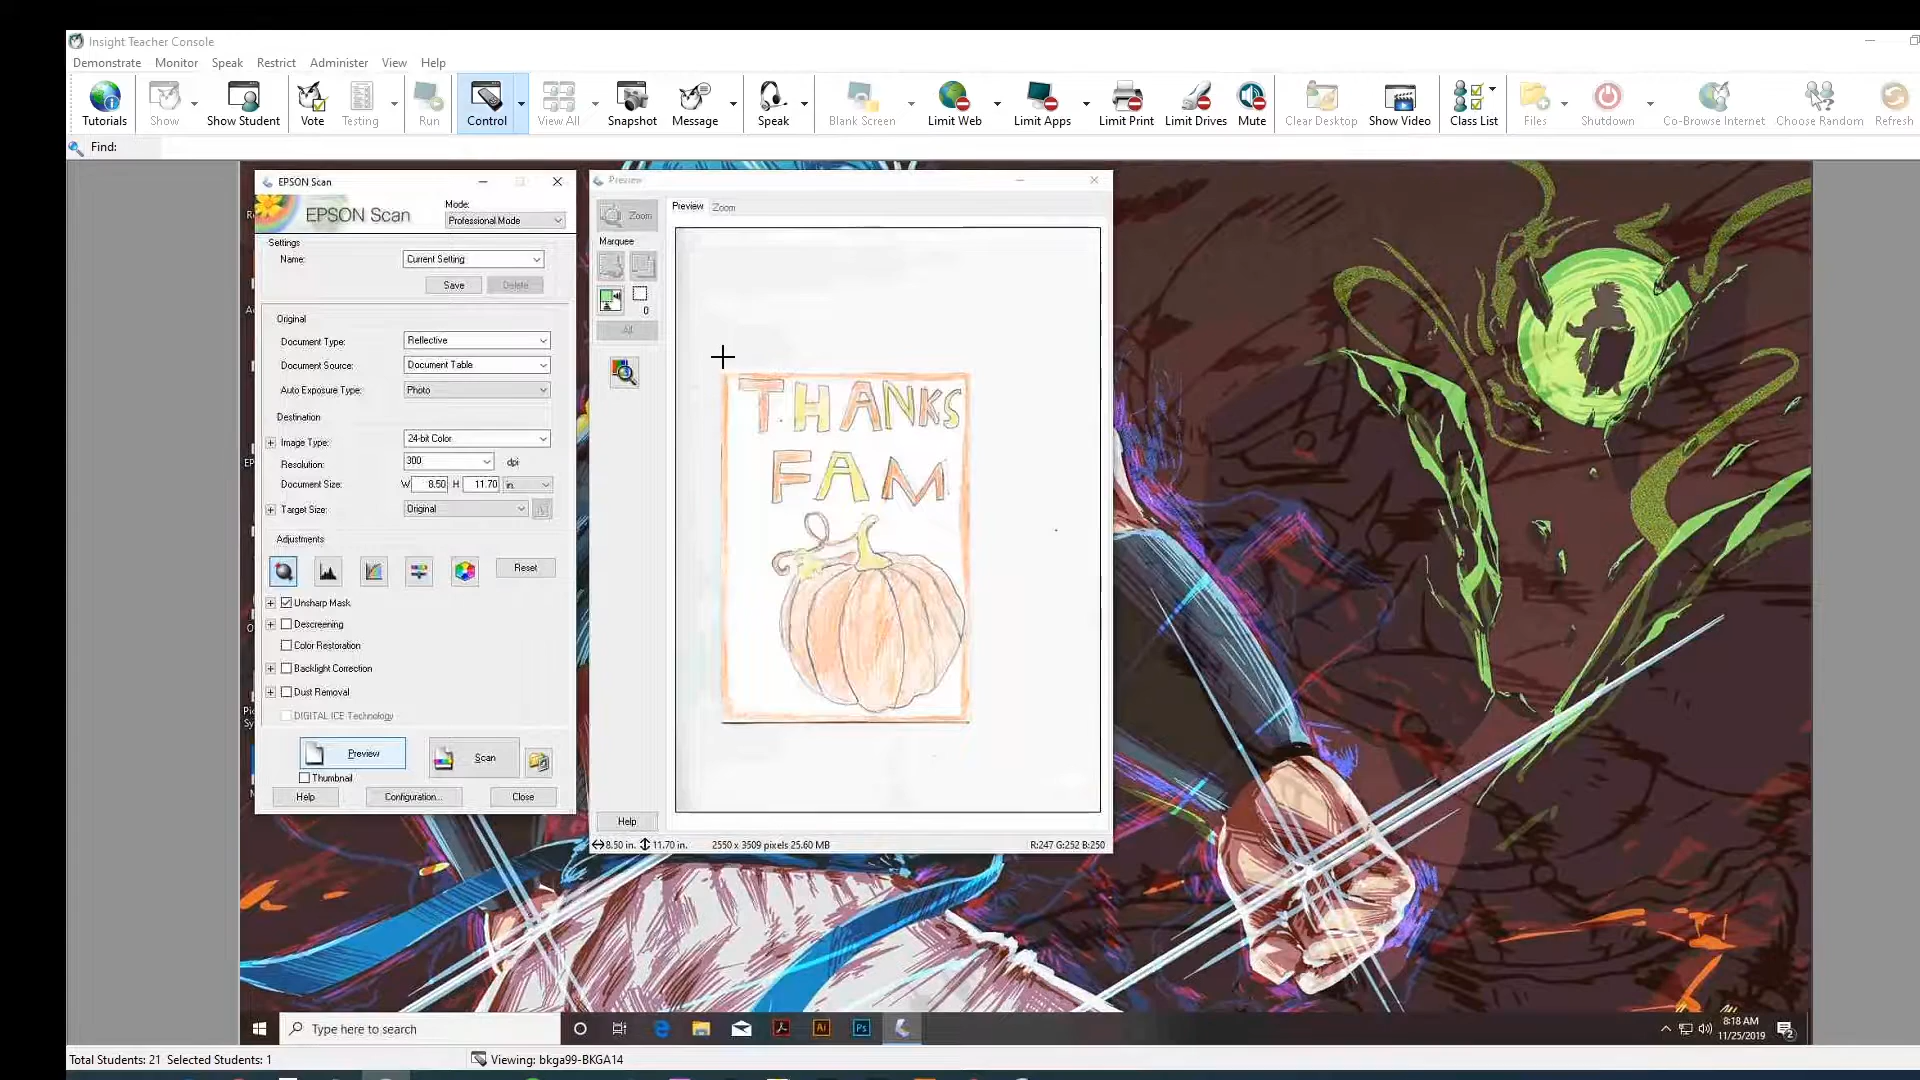 Insight Teacher Console
Demonstrate Monitor Speak Restrict Administer View Help
Tutorials Show Show Student Vote Testing Run Control View All Snapshot Message Speak Blank Screen Limit Web Limit Apps Limit Print Limit Drives Mute Clear Desktop Show Video Class List Files Shutdown Co-Browse Internet Choose Random Refresh
Find:
EPSON Scan
EPSON Scan
Mode:
Professional Mode
Settings
Name: Current Setting
Save Delete
Original
Document Type: Reflective
Document Source: Document Table
Auto Exposure Type: Photo
Destination
Image Type: 24-bit Color
Resolution: 300 dpi
Document Size: W 8.50 H 11.70 in.
Target Size: Original
Adjustments
Reset
Unsharp Mask
Descreening
Color Restoration
Backlight Correction
Dust Removal
DIGITAL ICE Technology
Preview Scan
Thumbnail
Help Configuration... Close
Preview
Zoom
Preview Zoom
Marquee
0
All
THANKS
FAM
Help
8.50 in. 11.70 in. 2550 x 3509 pixels 25.60 MB R:247 G:252 B:250
Type here to search
Ai
Ps
8:18 AM
11/25/2019
2
Total Students: 21 Selected Students: 1 Viewing: bkga99-BKGA14